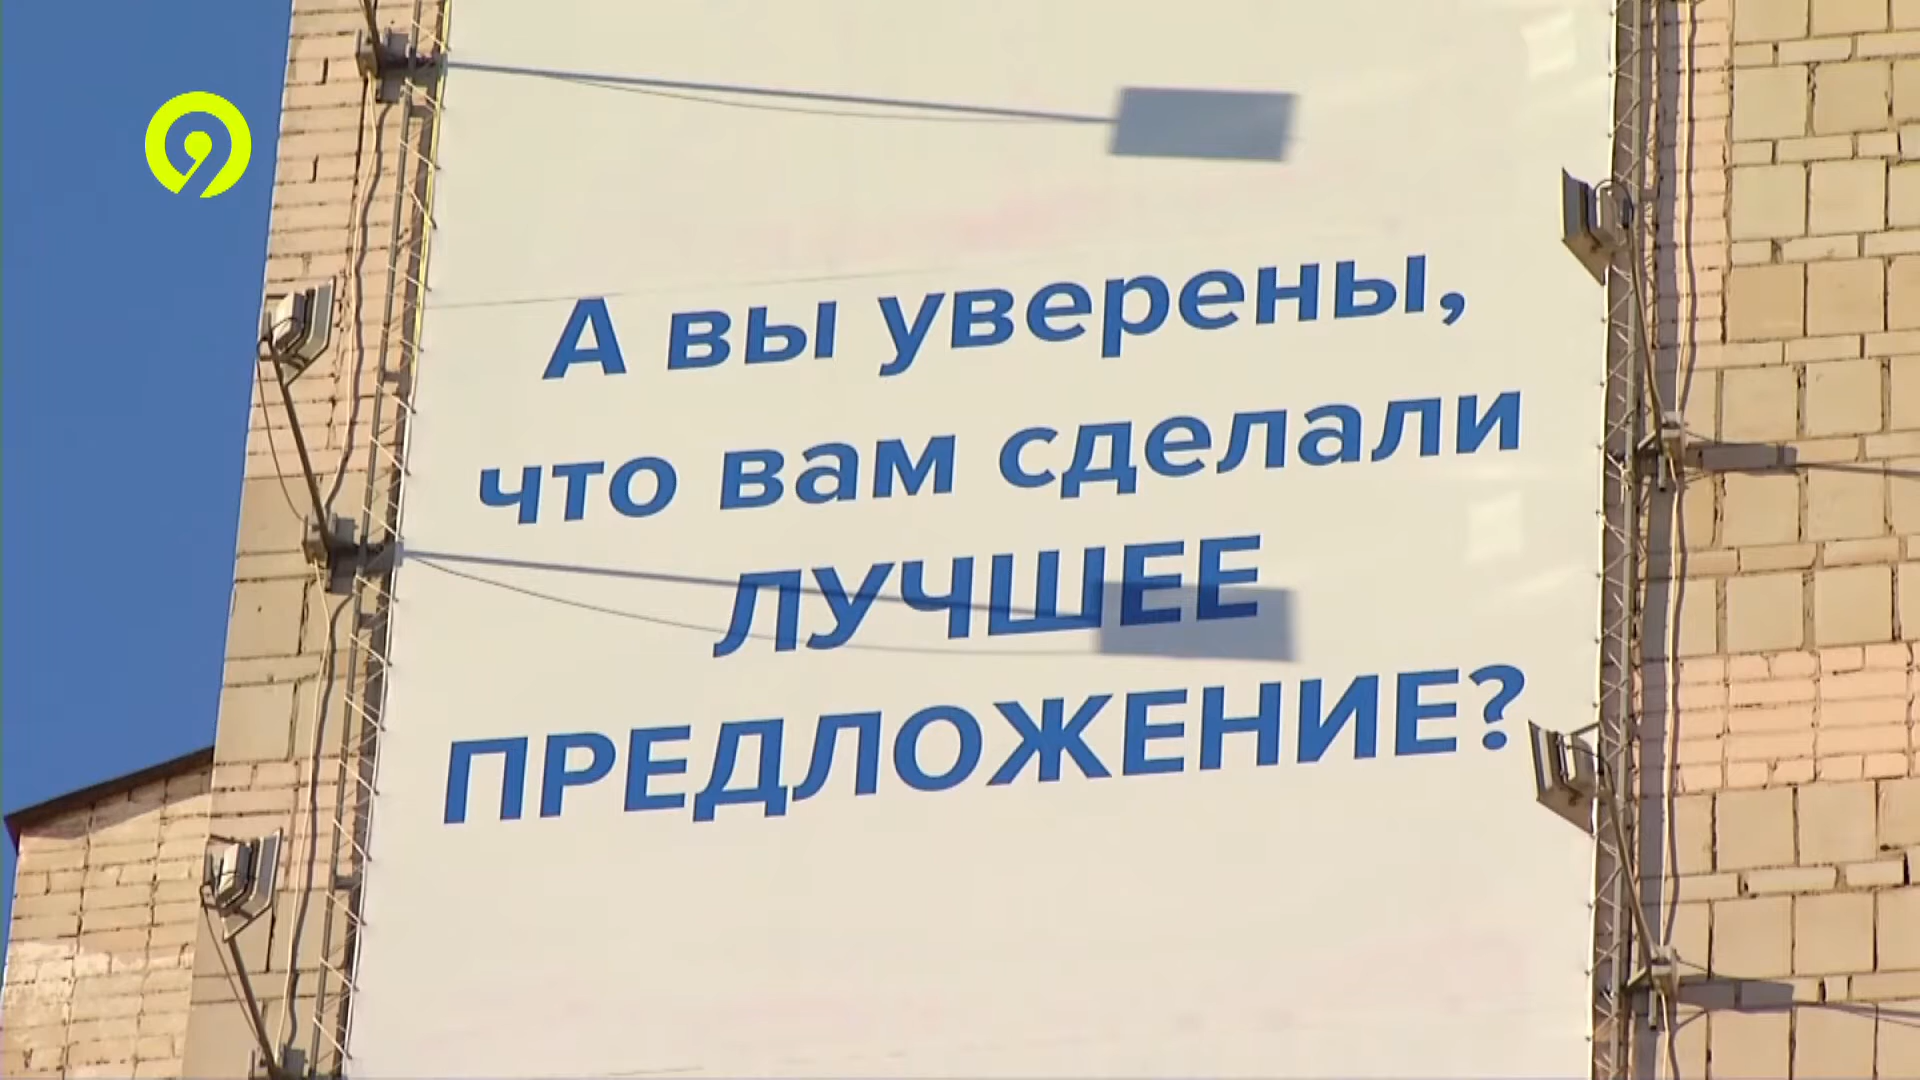 А вы уверены,
что вам сделали
ЛУЧШЕЕ
ПРЕДЛОЖЕНИЕ?